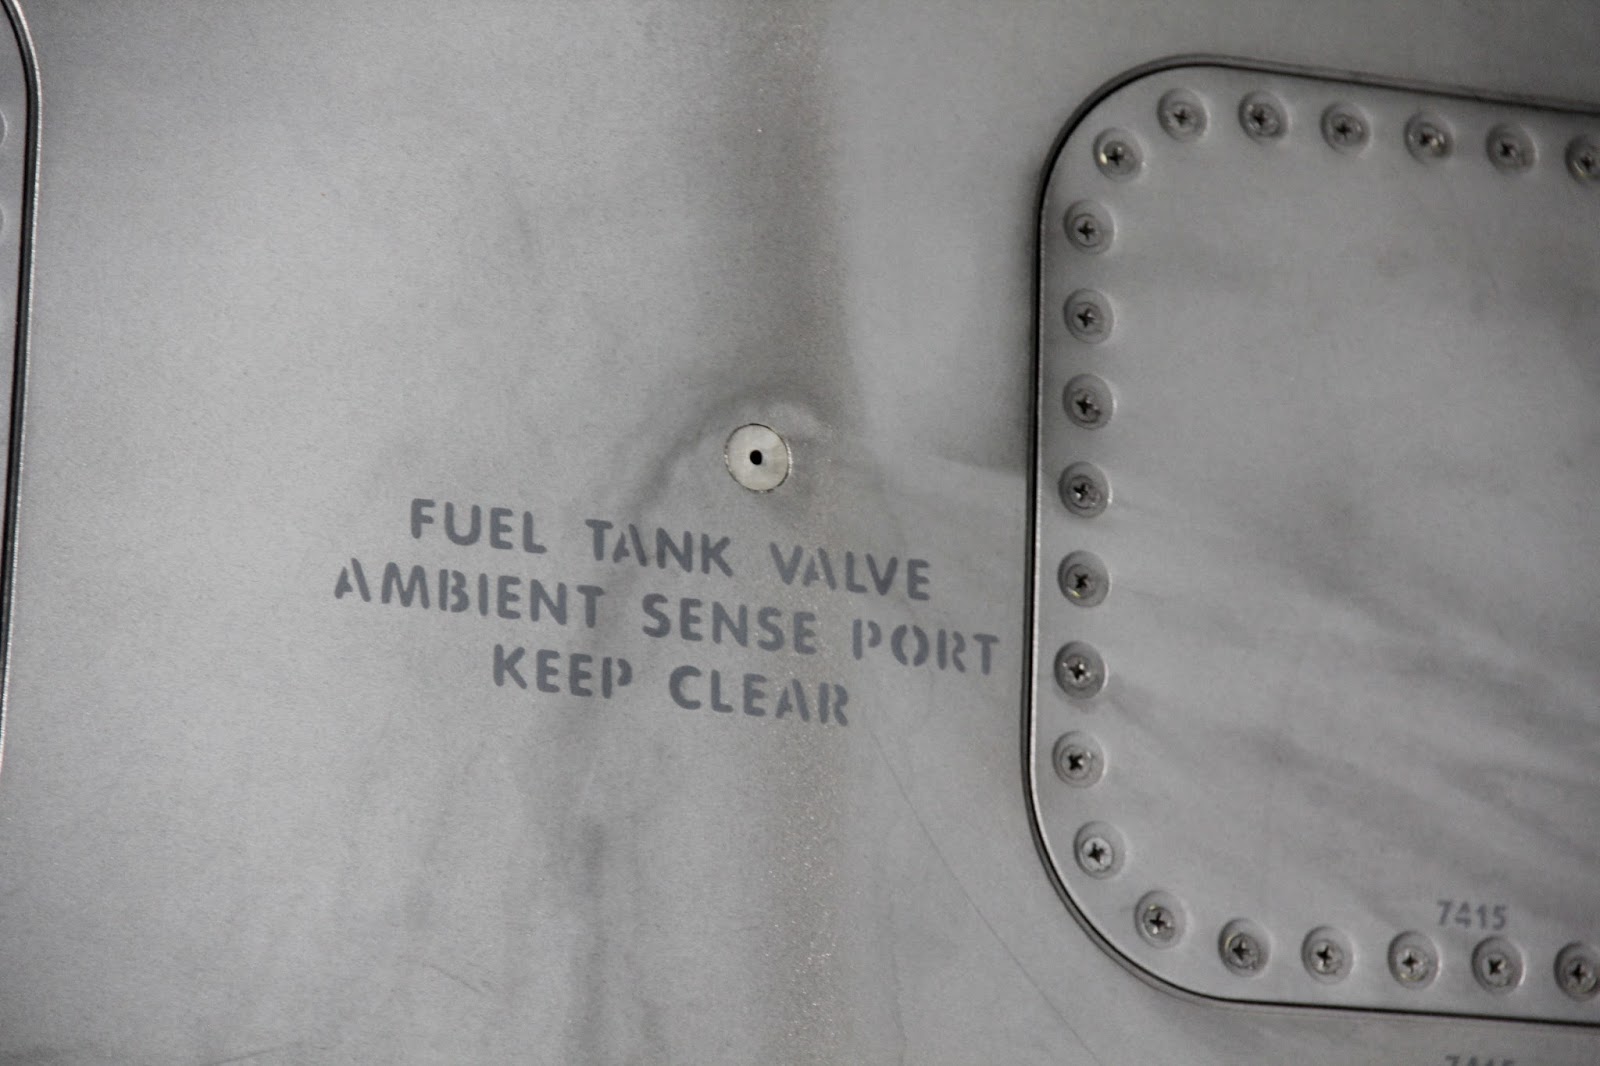 FUEL TANK VALVE
AMBIENT SENSE PORT
KEEP CLEAR
7415